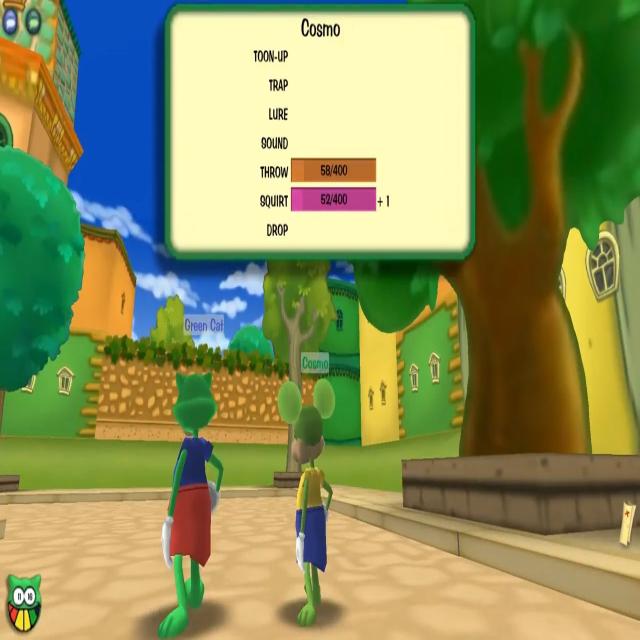 Cosmo
TOON-UP
TRAP
LURE
SOUND
THROW 58/400
SQUIRT 52/400 + 1
DROP
Green Cat
Cosmo